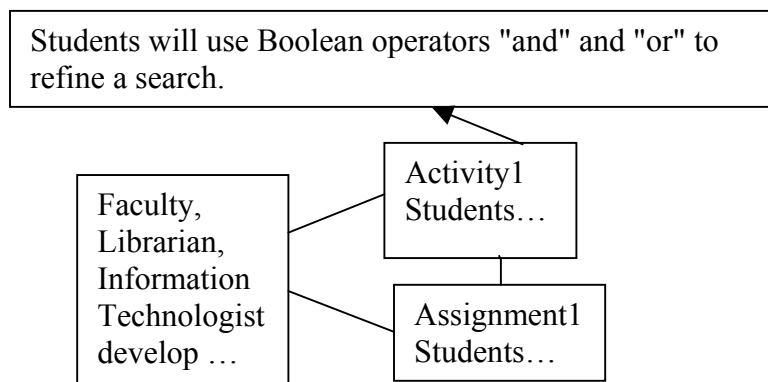 Students will use Boolean operators "and" and "or" to
refine a search.
Faculty,
Librarian,
Information
Technologist
develop …
Activity1
Students…
Assignment1
Students…